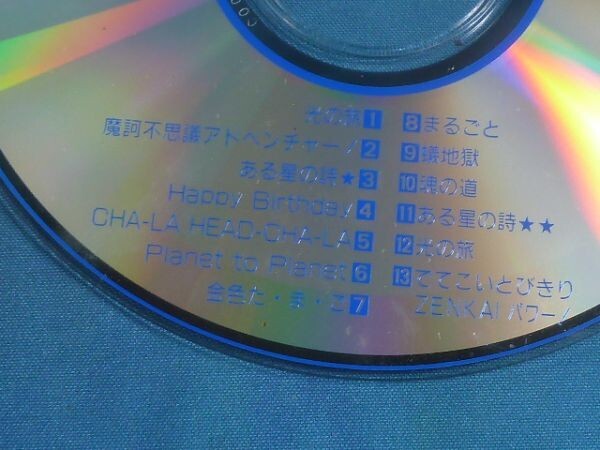 光の旅 1
魔訶不思議アドベンチャー! 2
ある星の詩★ 3
Happy Birthday 4
CHA-LA HEAD-CHA-LA 5
Planet to Planet 6
金色た・ま・ご 7
8 まるごと
9 蟻地獄
10 魂の道
11 ある星の詩★★
12 光の旅
13 でてこいとびきり
ZENKAIパワー!